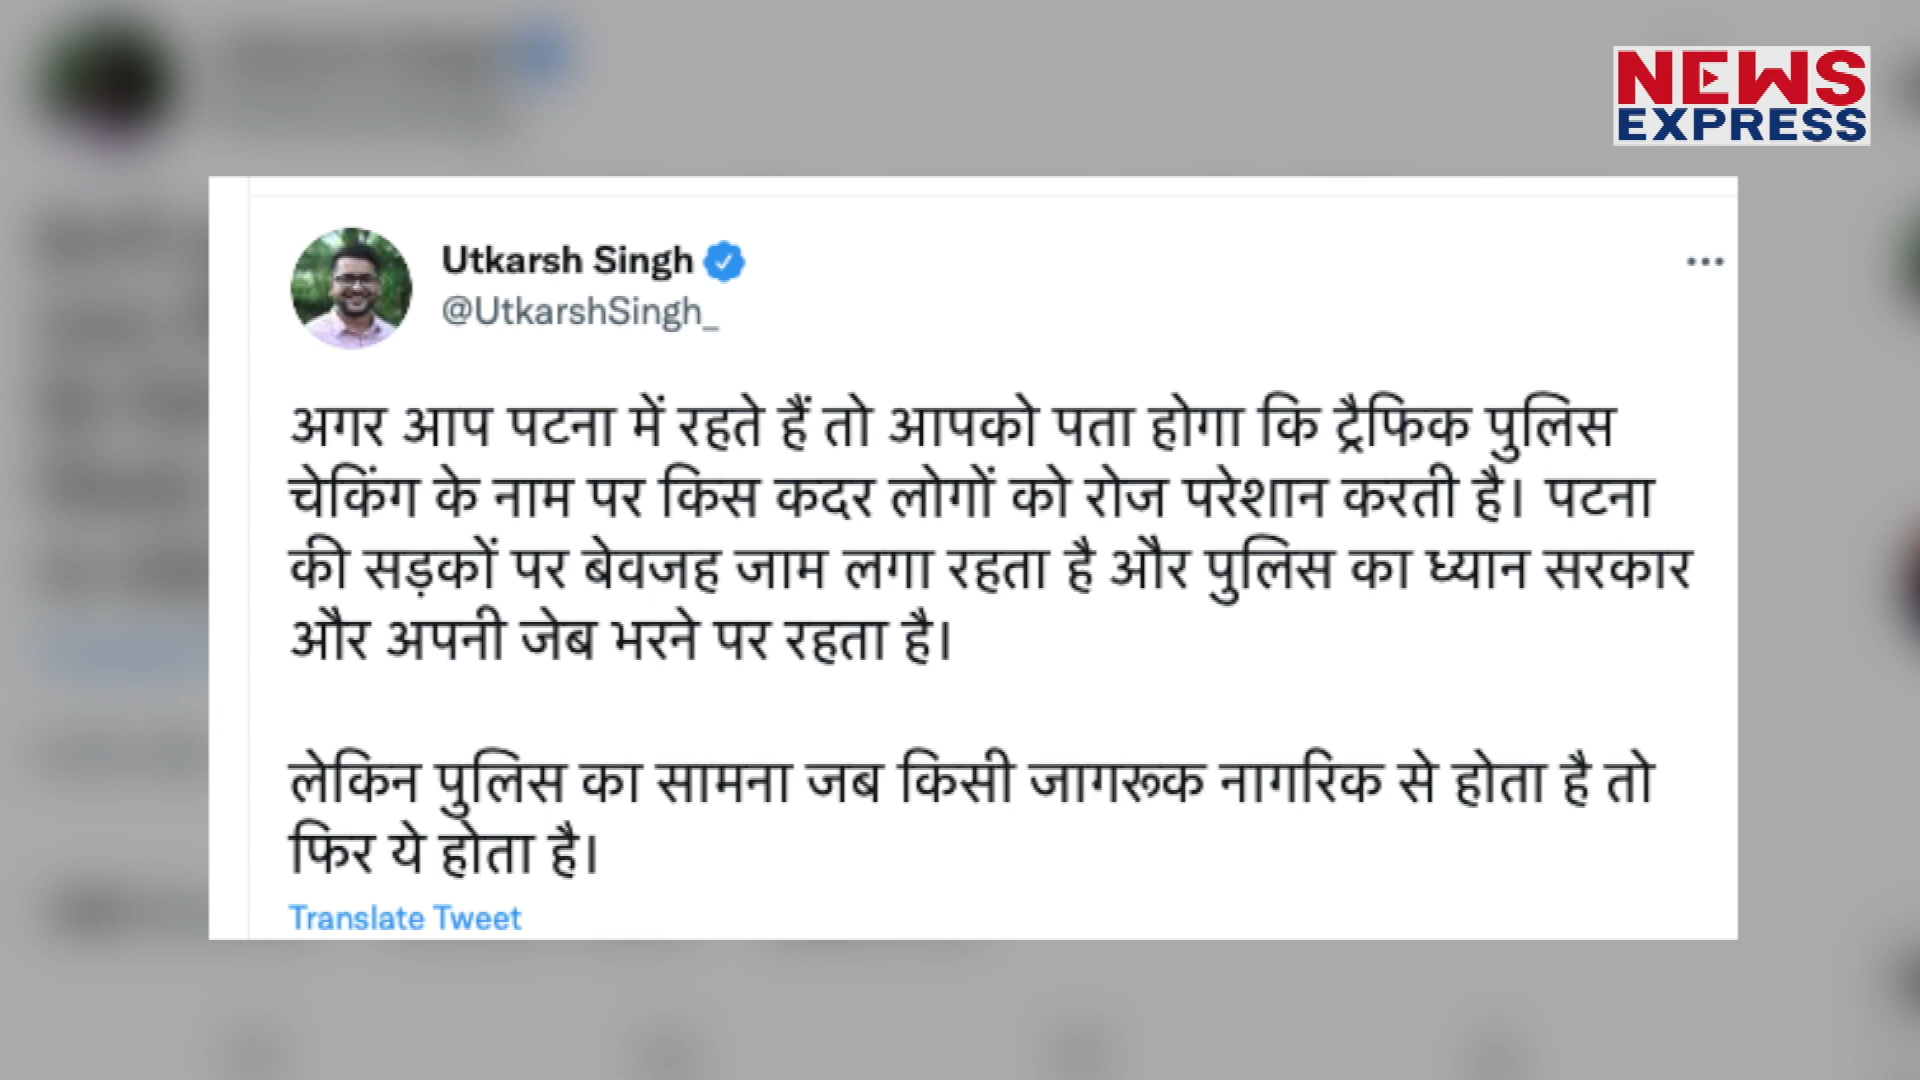 NEWS
EXPRESS
Utkarsh Singh
@UtkarshSingh_
अगर आप पटना में रहते हैं तो आपको पता होगा कि ट्रैफिक पुलिस
चेकिंग के नाम पर किस कदर लोगों को रोज परेशान करती है। पटना
की सड़कों पर बेवजह जाम लगा रहता है और पुलिस का ध्यान सरकार
और अपनी जेब भरने पर रहता है।
लेकिन पुलिस का सामना जब किसी जागरूक नागरिक से होता है तो
फिर ये होता है।
Translate Tweet